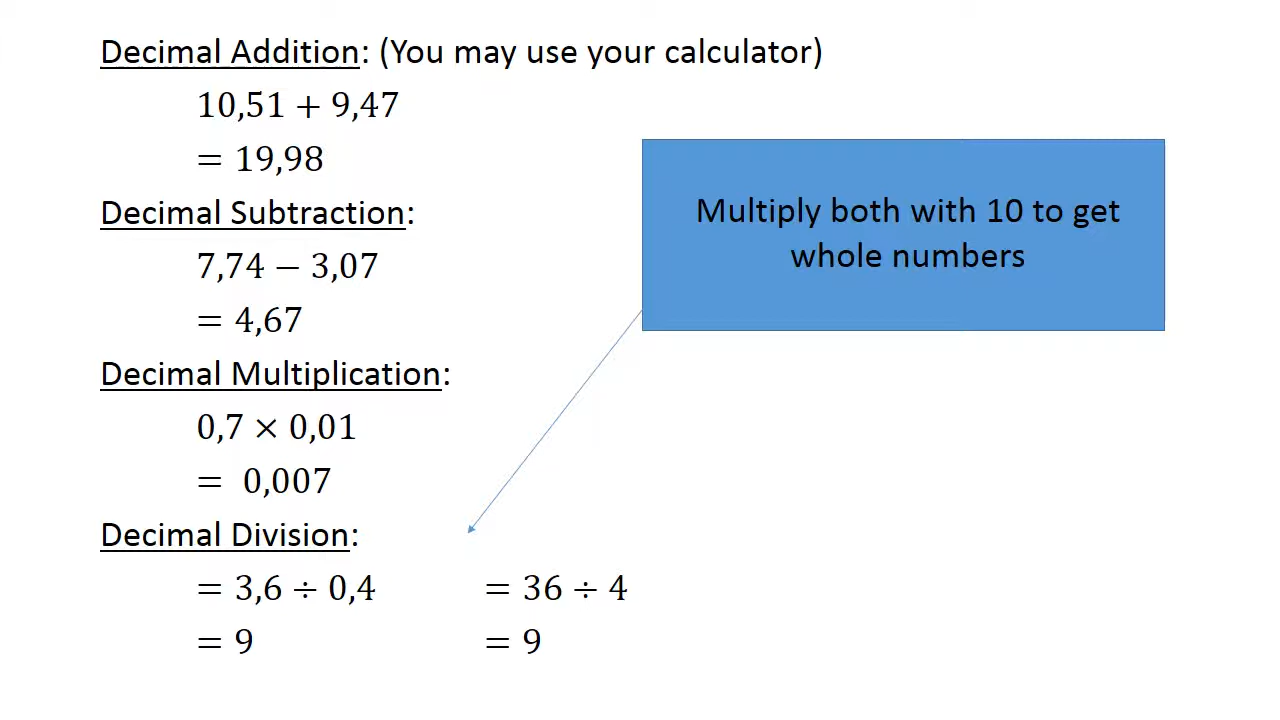 Decimal Addition: (You may use your calculator)
10,51 + 9,47
= 19,98
Decimal Subtraction:
7,74 − 3,07
= 4,67
Decimal Multiplication:
0,7 × 0,01
= 0,007
Decimal Division:
= 3,6 ÷ 0,4
= 9
= 36 ÷ 4
= 9
Multiply both with 10 to get
whole numbers